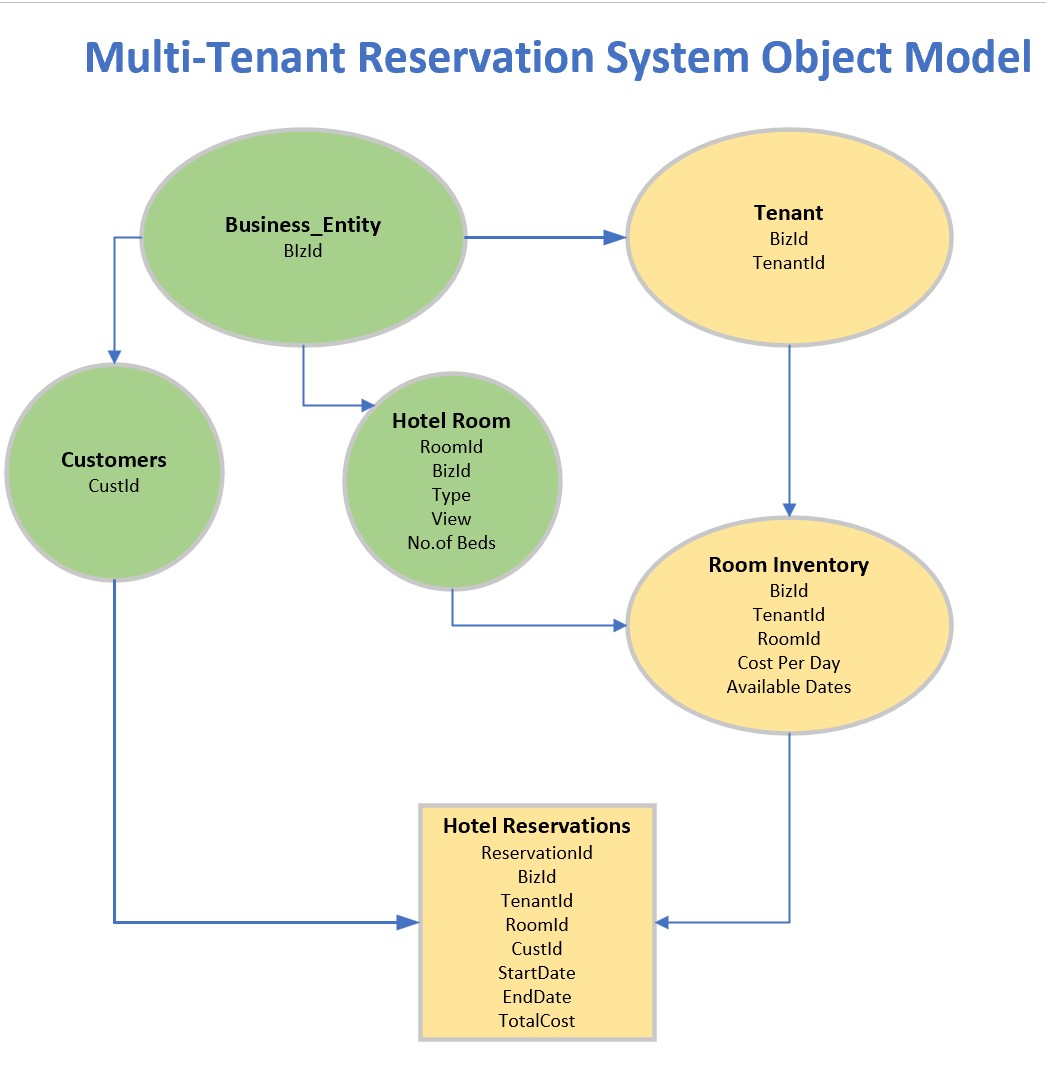 Multi-Tenant Reservation System Object Model
Business_Entity
BIzId
Tenant
BizId
TenantId
Customers
CustId
Hotel Room
RoomId
BizId
Type
View
No.of Beds
Room Inventory
BizId
TenantId
RoomId
Cost Per Day
Available Dates
Hotel Reservations
ReservationId
BizId
TenantId
RoomId
CustId
StartDate
EndDate
TotalCost